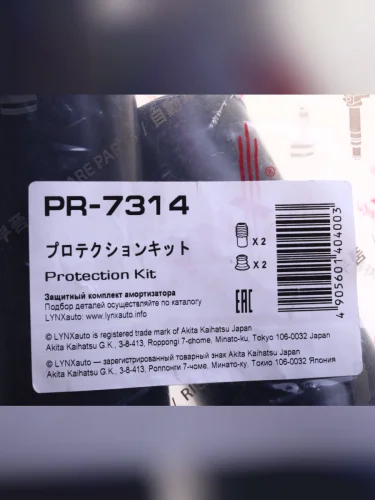 PR-7314
プロテクションキット
Protection Kit
X 2
X 2
Защитный комплект амортизатора
Подбор деталей осуществляйте по каталогу
LYNXauto: LYNXauto.info
EAC
4 905601 404003
© LYNXauto is registered trade mark of Akita Kaihatsu Japan
Akita Kaihatsu G.K., 3-8-413, Roppongi 7-chome, Minato-ku, Tokyo 106-0032 Japan
© LYNXauto — зарегистрированный товарный знак Akita Kaihatsu Japan
Akita Kaihatsu G.K., 3-8-413, Роппонги 7-чоме, Минато-ку, Токио 106-0032 Япония